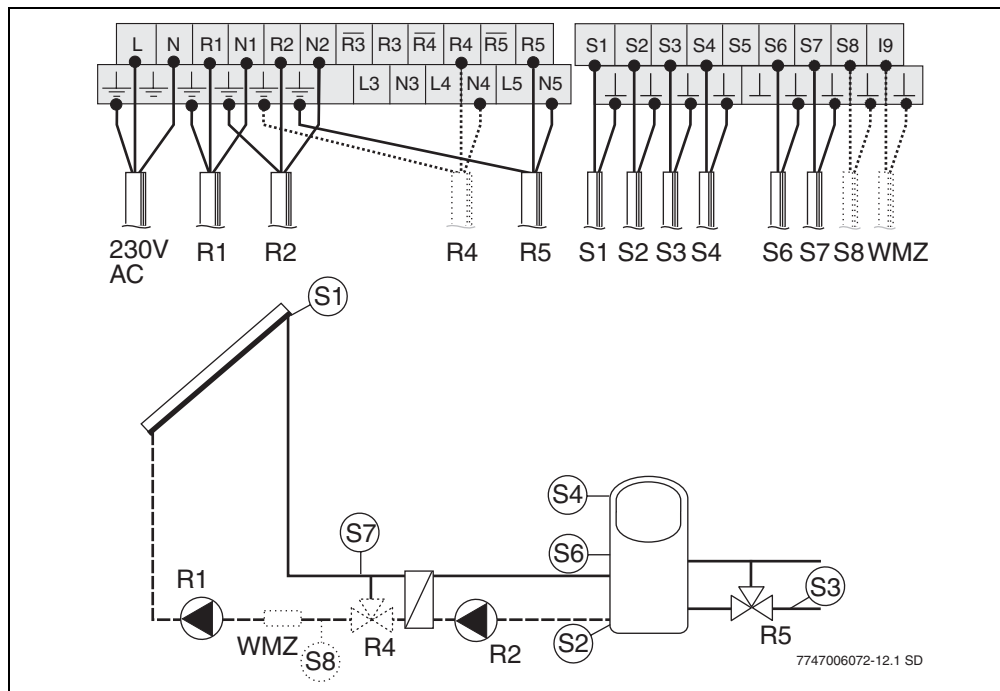 L N R1 N1 R2 N2 R3 R3 R4 R4 R5 R5 S1 S2 S3 S4 S5 S6 S7 S8 I9
L3 N3 L4 N4 L5 N5
230V AC R1 R2 R4 R5 S1 S2 S3 S4 S6 S7 S8 WMZ
S1
S4
S7 S6
R1 S3
WMZ S8 R4 R2 S2 R5
7747006072-12.1 SD